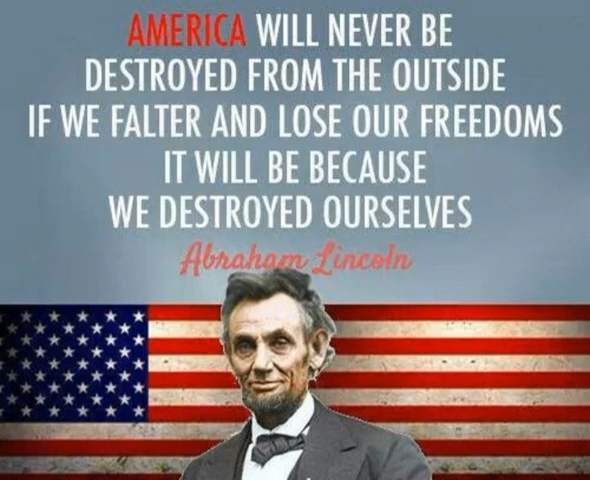 AMERICA WILL NEVER BE
DESTROYED FROM THE OUTSIDE
IF WE FALTER AND LOSE OUR FREEDOMS
IT WILL BE BECAUSE
WE DESTROYED OURSELVES
Abraham Lincoln